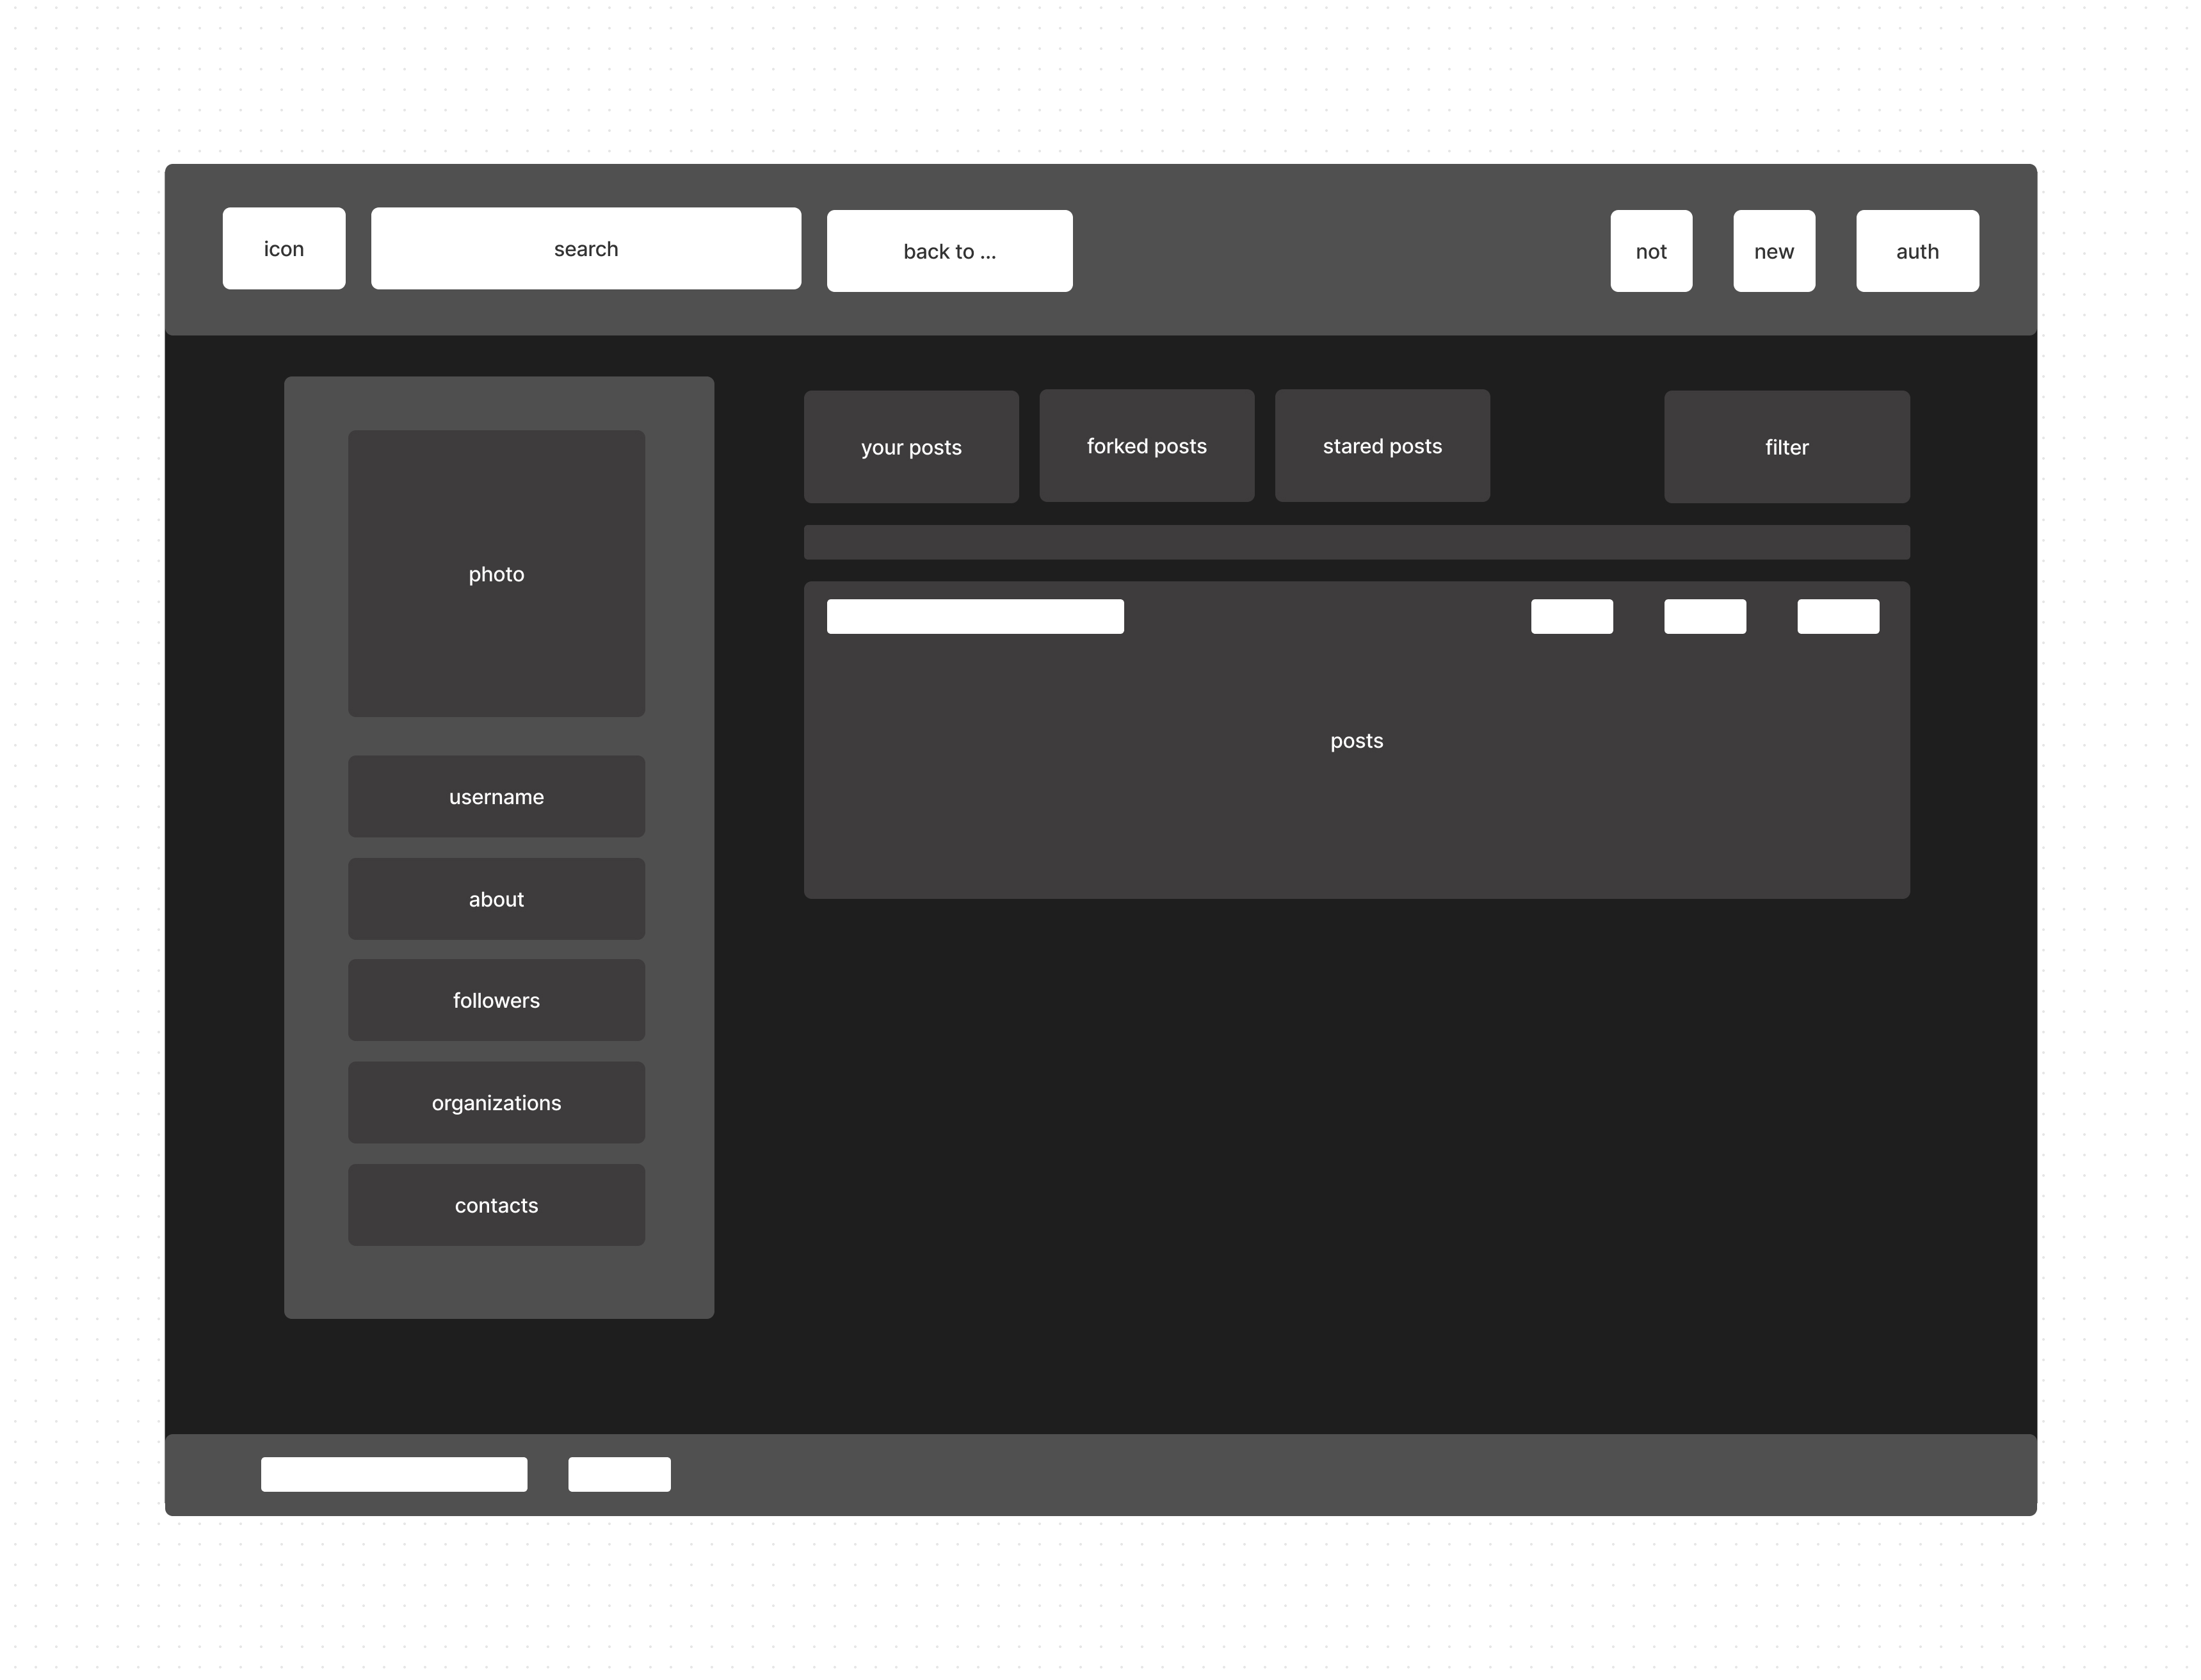 icon
search
back to ...
not
new
auth
photo
username
about
followers
organizations
contacts
your posts
forked posts
stared posts
filter
posts